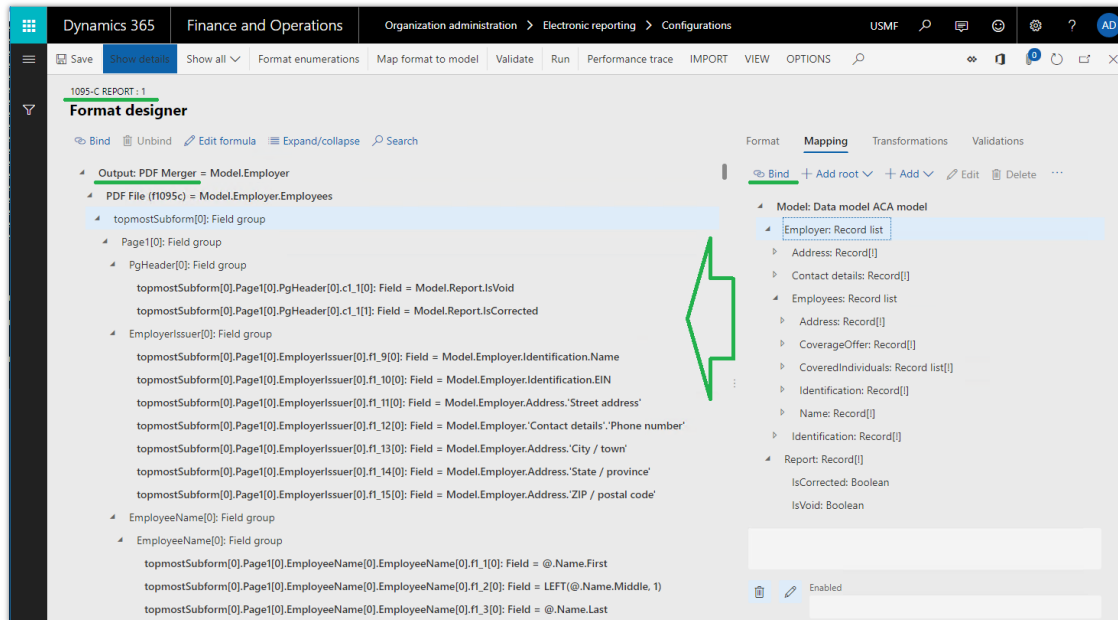 Dynamics 365 Finance and Operations Organization administration > Electronic reporting > Configurations USMF ? AD
Save Show details Show all Format enumerations Map format to model Validate Run Performance trace IMPORT VIEW OPTIONS 0
1095-C REPORT : 1
Format designer
Bind Unbind Edit formula Expand/collapse Search
Format Mapping Transformations Validations
Bind + Add root + Add Edit Delete ...
Output: PDF Merger = Model.Employer
PDF File (f1095c) = Model.Employer.Employees
topmostSubform[0]: Field group
Page1[0]: Field group
PgHeader[0]: Field group
topmostSubform[0].Page1[0].PgHeader[0].c1_1[0]: Field = Model.Report.IsVoid
topmostSubform[0].Page1[0].PgHeader[0].c1_1[1]: Field = Model.Report.IsCorrected
EmployerIssuer[0]: Field group
topmostSubform[0].Page1[0].EmployerIssuer[0].f1_9[0]: Field = Model.Employer.Identification.Name
topmostSubform[0].Page1[0].EmployerIssuer[0].f1_10[0]: Field = Model.Employer.Identification.EIN
topmostSubform[0].Page1[0].EmployerIssuer[0].f1_11[0]: Field = Model.Employer.Address.'Street address'
topmostSubform[0].Page1[0].EmployerIssuer[0].f1_12[0]: Field = Model.Employer.'Contact details'.'Phone number'
topmostSubform[0].Page1[0].EmployerIssuer[0].f1_13[0]: Field = Model.Employer.Address.'City / town'
topmostSubform[0].Page1[0].EmployerIssuer[0].f1_14[0]: Field = Model.Employer.Address.'State / province'
topmostSubform[0].Page1[0].EmployerIssuer[0].f1_15[0]: Field = Model.Employer.Address.'ZIP / postal code'
EmployeeName[0]: Field group
EmployeeName[0]: Field group
topmostSubform[0].Page1[0].EmployeeName[0].EmployeeName[0].f1_1[0]: Field = @.Name.First
topmostSubform[0].Page1[0].EmployeeName[0].EmployeeName[0].f1_2[0]: Field = LEFT(@.Name.Middle, 1)
topmostSubform[0].Page1[0].EmployeeName[0].EmployeeName[0].f1_3[0]: Field = @.Name.Last
Model: Data model ACA model
Employer: Record list
Address: Record[!]
Contact details: Record[!]
Employees: Record list
Address: Record[!]
CoverageOffer: Record[!]
CoveredIndividuals: Record list[!]
Identification: Record[!]
Name: Record[!]
Identification: Record[!]
Report: Record[!]
IsCorrected: Boolean
IsVoid: Boolean
Enabled